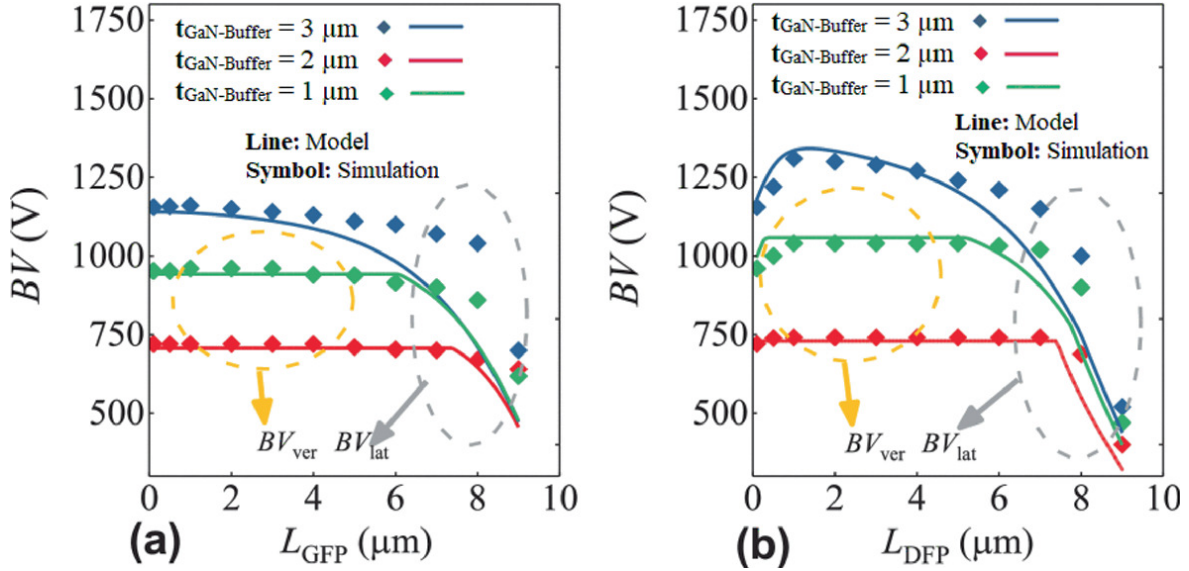 1750
1500
1250
1000
750
500
BV (V)
tGaN-Buffer = 3 μm
tGaN-Buffer = 2 μm
tGaN-Buffer = 1 μm
Line: Model
Symbol: Simulation
BVver
BVlat
0 2 4 6 8 10
(a)
LGFP (μm)
1750
1500
1250
1000
750
500
BV (V)
tGaN-Buffer = 3 μm
tGaN-Buffer = 2 μm
tGaN-Buffer = 1 μm
Line: Model
Symbol: Simulation
BVver
BVlat
0 2 4 6 8 10
(b)
LDFP (μm)